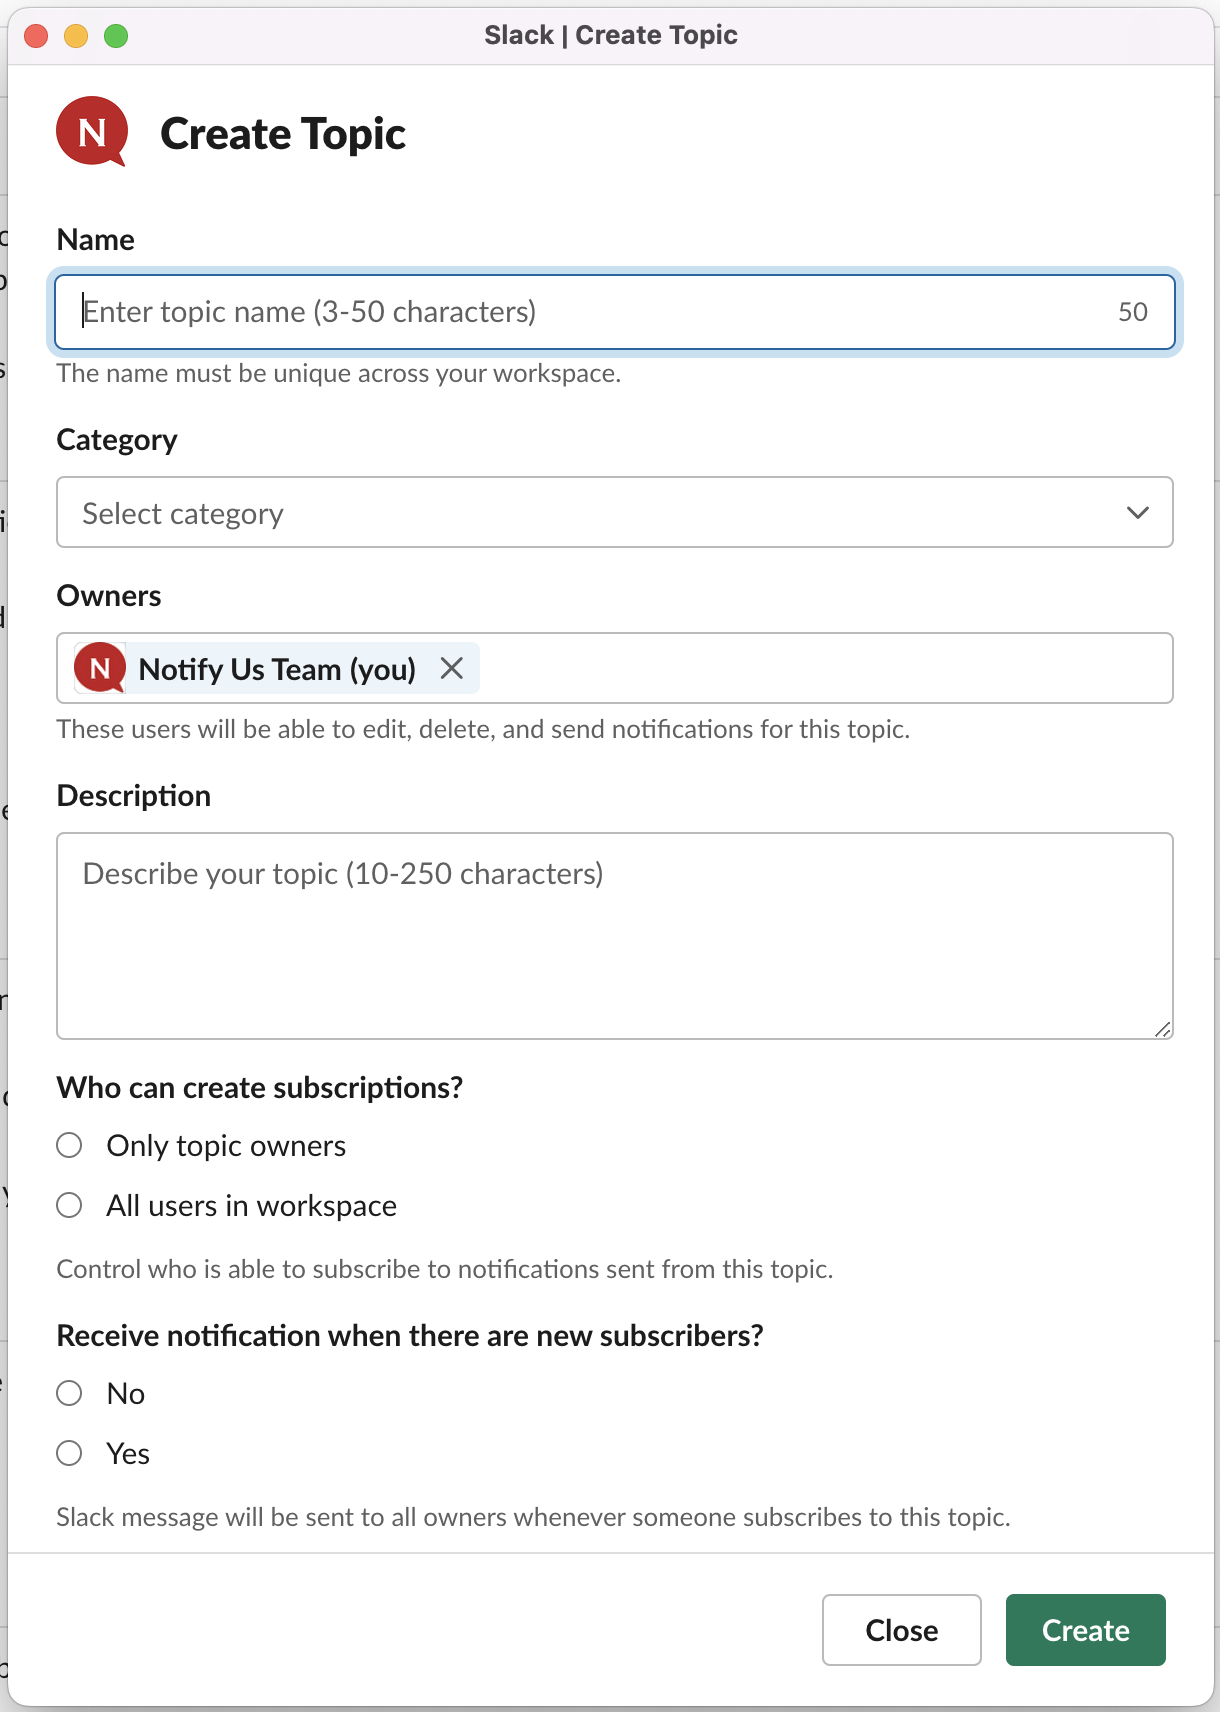 Slack | Create Topic
N Create Topic
Name
Enter topic name (3-50 characters) 50
The name must be unique across your workspace.
Category
Select category
Owners
N Notify Us Team (you)
These users will be able to edit, delete, and send notifications for this topic.
Description
Describe your topic (10-250 characters)
Who can create subscriptions?
Only topic owners
All users in workspace
Control who is able to subscribe to notifications sent from this topic.
Receive notification when there are new subscribers?
No
Yes
Slack message will be sent to all owners whenever someone subscribes to this topic.
Close Create